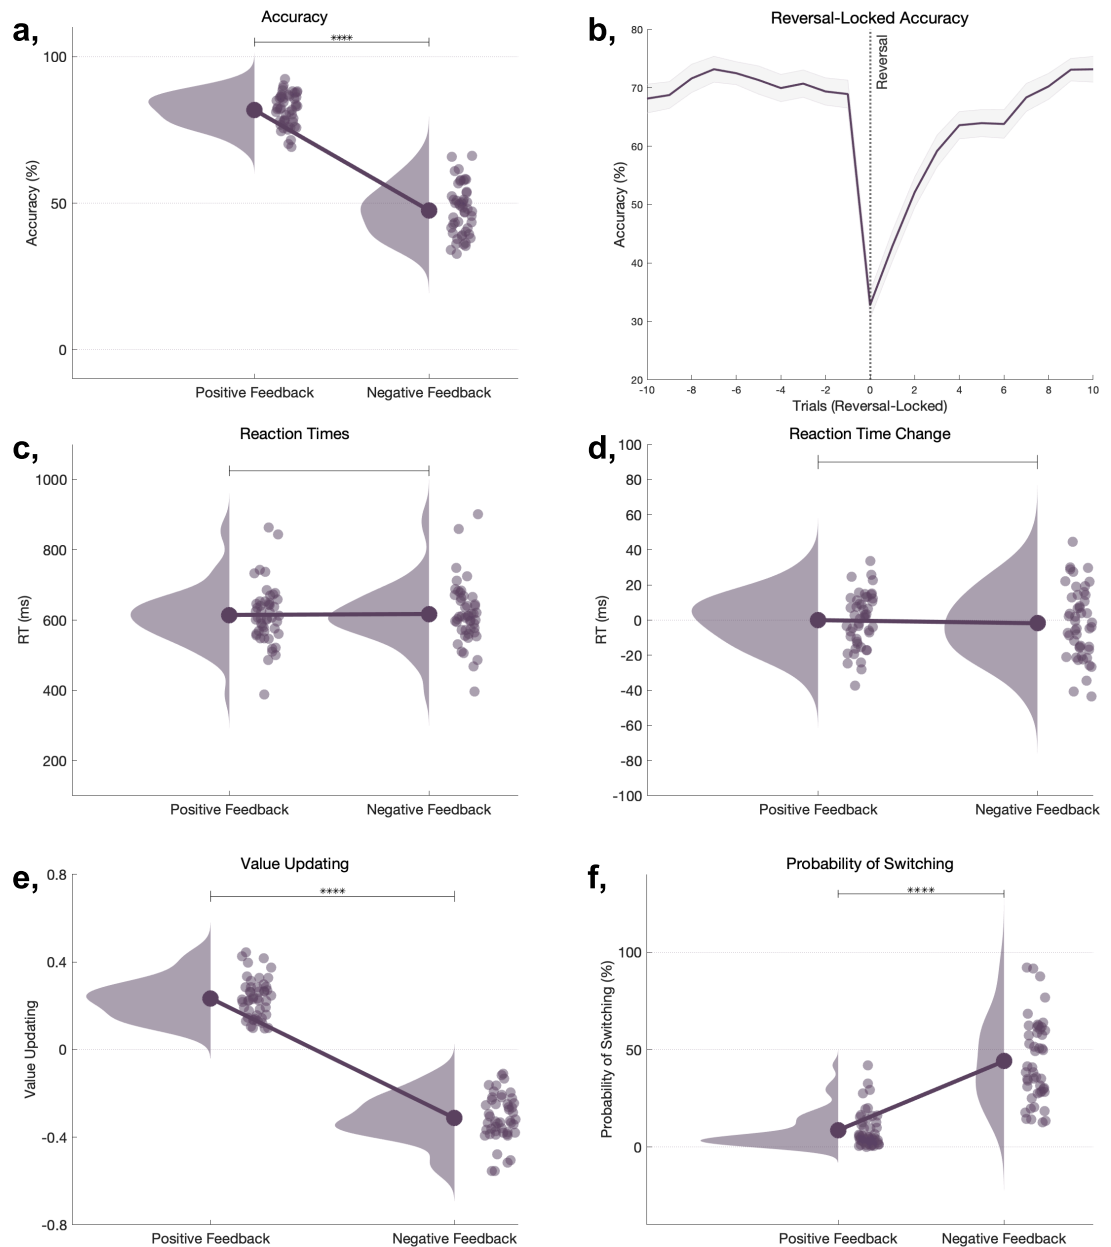 a,
Accuracy
****
100
50
0
Accuracy (%)
Positive Feedback
Negative Feedback
b,
Reversal-Locked Accuracy
Reversal
80
70
60
50
40
30
20
Accuracy (%)
-10 -8 -6 -4 -2 0 2 4 6 8 10
Trials (Reversal-Locked)
c,
Reaction Times
1000
800
600
400
200
RT (ms)
Positive Feedback
Negative Feedback
d,
Reaction Time Change
100
80
60
40
20
0
-20
-40
-60
-80
-100
RT (ms)
Positive Feedback
Negative Feedback
e,
Value Updating
****
0.8
0.4
0
-0.4
-0.8
Value Updating
Positive Feedback
Negative Feedback
f,
Probability of Switching
****
100
50
0
Probability of Switching (%)
Positive Feedback
Negative Feedback